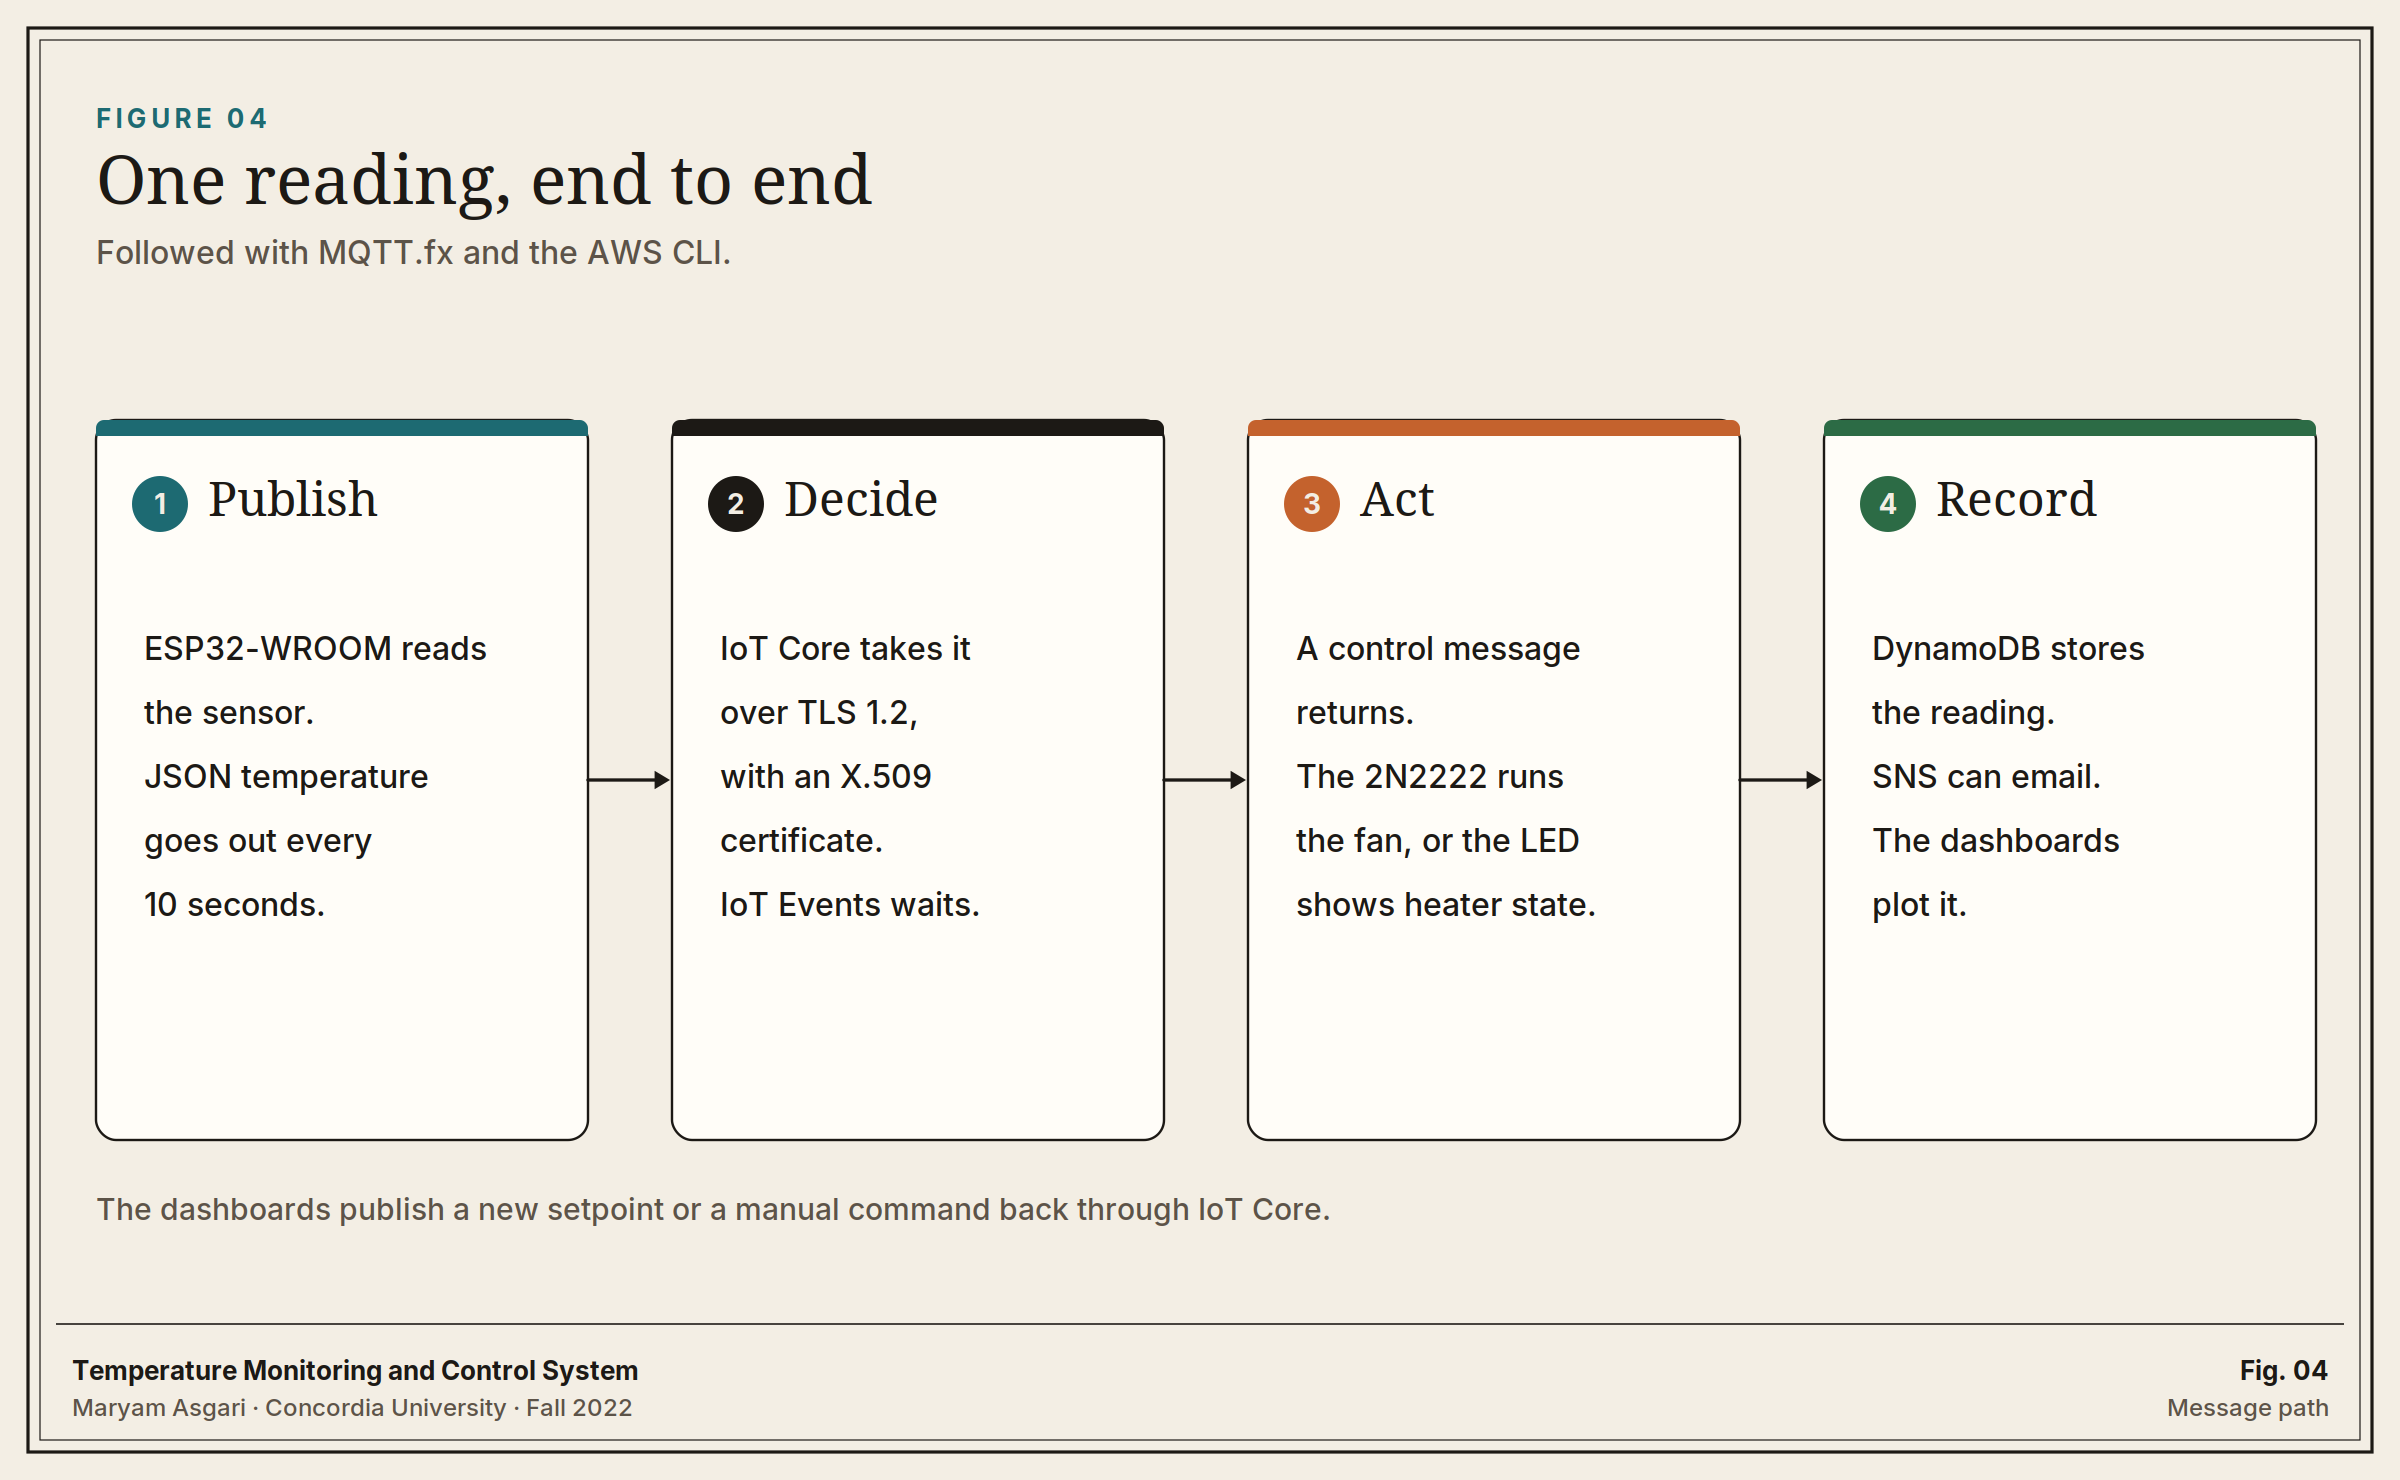 FIGURE 04
One reading, end to end
Followed with MQTT.fx and the AWS CLI.
1 Publish
ESP32-WROOM reads
the sensor.
JSON temperature
goes out every
10 seconds.
2 Decide
IoT Core takes it
over TLS 1.2,
with an X.509
certificate.
IoT Events waits.
3 Act
A control message
returns.
The 2N2222 runs
the fan, or the LED
shows heater state.
4 Record
DynamoDB stores
the reading.
SNS can email.
The dashboards
plot it.
The dashboards publish a new setpoint or a manual command back through IoT Core.
Temperature Monitoring and Control System
Maryam Asgari · Concordia University · Fall 2022
Fig. 04
Message path